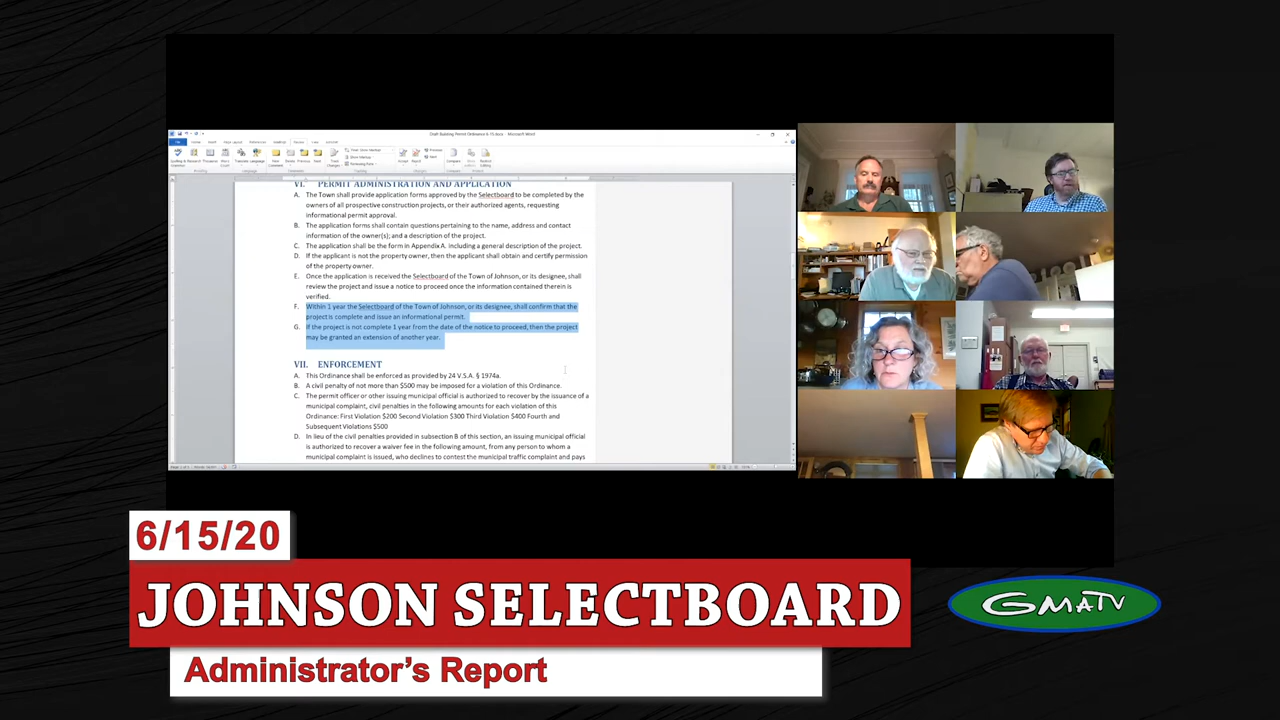 Draft Building Permit Ordinance 6-15.docx - Microsoft Word
VI. PERMIT ADMINISTRATION AND APPLICATION
A. The Town shall provide application forms approved by the Selectboard to be completed by the
owners of all prospective construction projects, or their authorized agents, requesting
informational permit approval.
B. The application forms shall contain questions pertaining to the name, address and contact
information of the owner(s); and a description of the project.
C. The application shall be the form in Appendix A. including a general description of the project.
D. If the applicant is not the property owner, then the applicant shall obtain and certify permission
of the property owner.
E. Once the application is received the Selectboard of the Town of Johnson, or its designee, shall
review the project and issue a notice to proceed once the information contained therein is
verified.
F. Within 1 year the Selectboard of the Town of Johnson, or its designee, shall confirm that the
project is complete and issue an informational permit.
G. If the project is not complete 1 year from the date of the notice to proceed, then the project
may be granted an extension of another year.
VII. ENFORCEMENT
A. This Ordinance shall be enforced as provided by 24 V.S.A. § 1974a.
B. A civil penalty of not more than $500 may be imposed for a violation of this Ordinance.
C. The permit officer or other issuing municipal official is authorized to recover by the issuance of a
municipal complaint, civil penalties in the following amounts for each violation of this
Ordinance: First Violation $200 Second Violation $300 Third Violation $400 Fourth and
Subsequent Violations $500
D. In lieu of the civil penalties provided in subsection B of this section, an issuing municipal official
is authorized to recover a waiver fee in the following amount, from any person to whom a
municipal complaint is issued, who declines to contest the municipal traffic complaint and pays
6/15/20
JOHNSON SELECTBOARD
GMATV
Administrator's Report